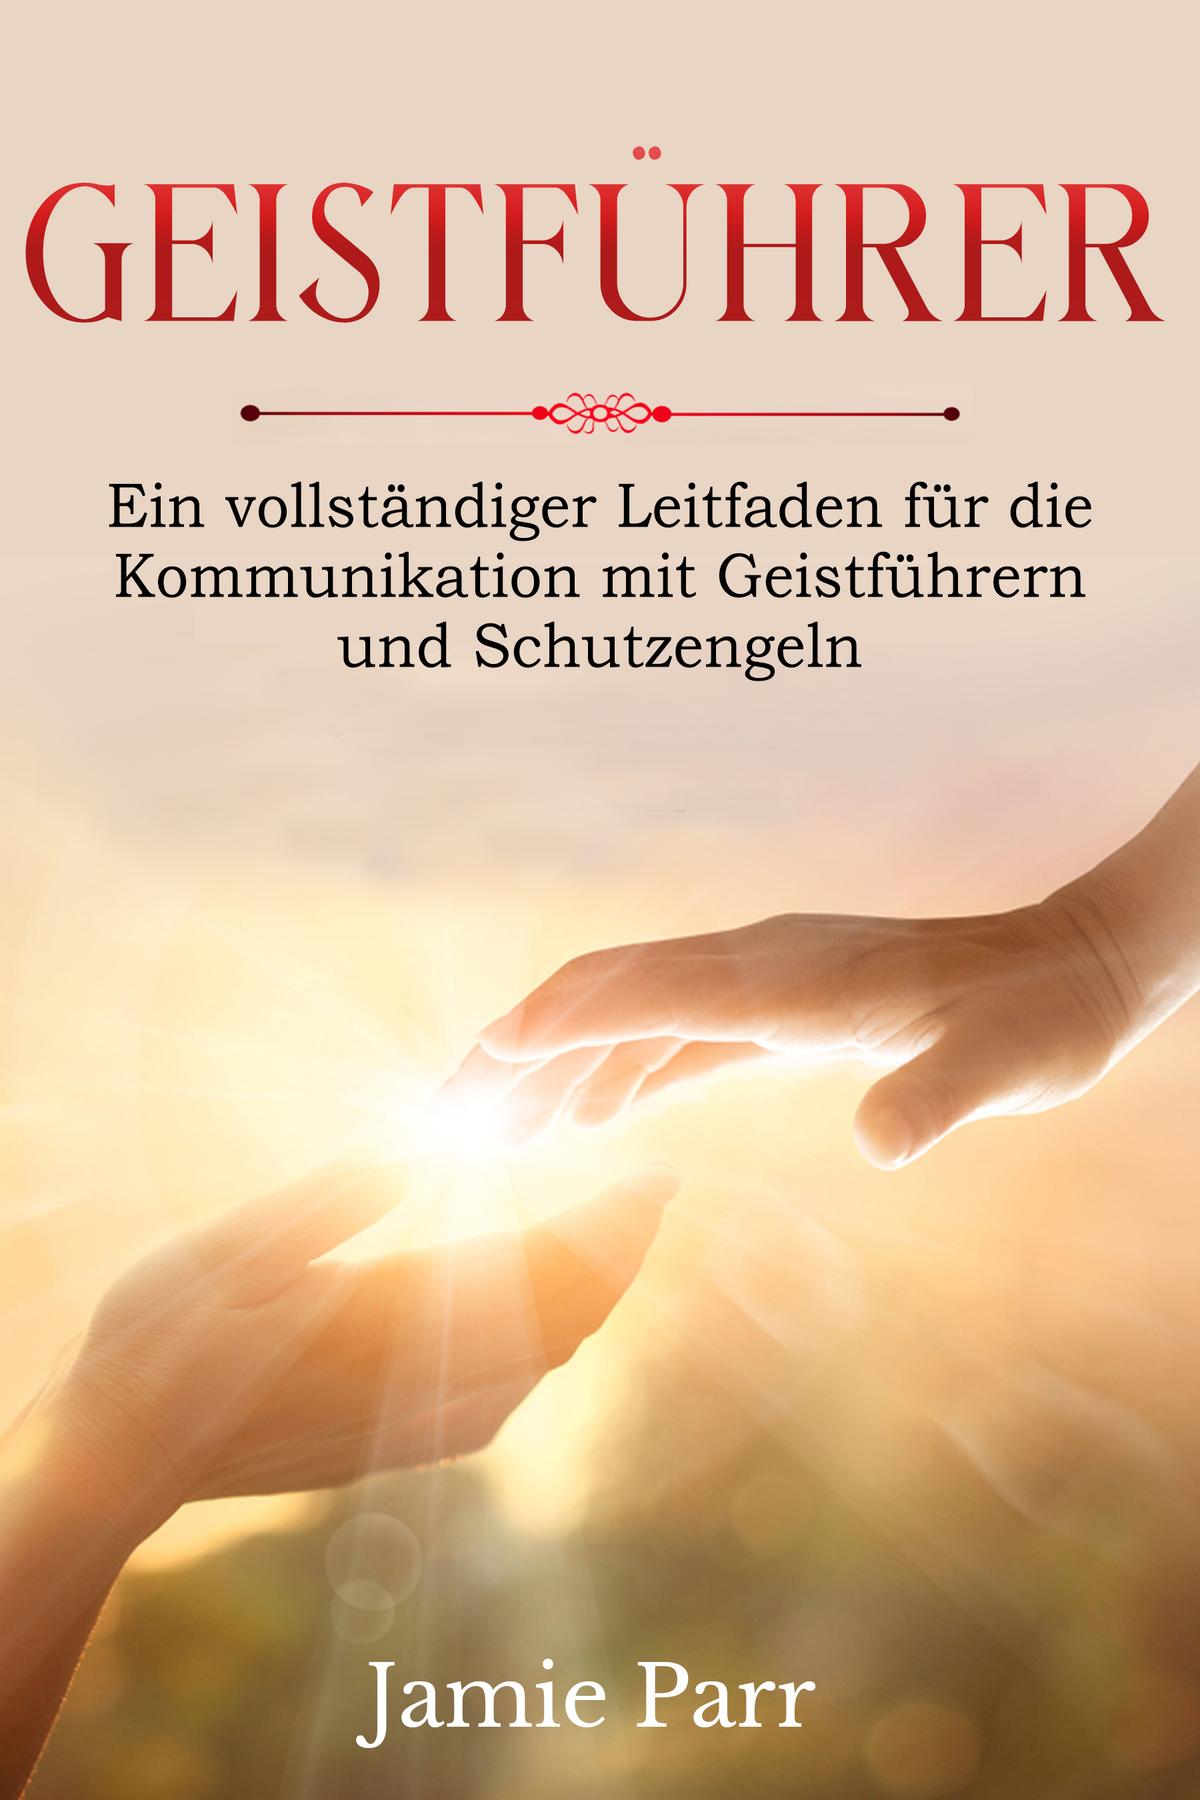 GEISTFÜHRER
Ein vollständiger Leitfaden für die
Kommunikation mit Geistführern
und Schutzengeln
Jamie Parr